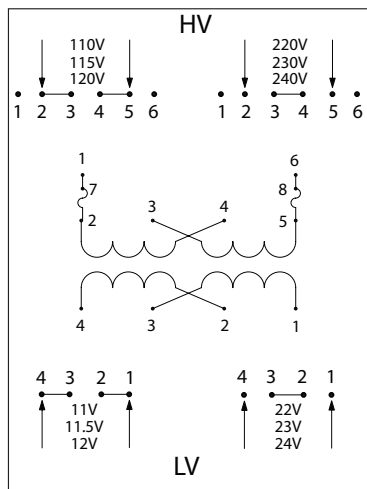 HV
110V 220V
115V 230V
120V 240V
1 2 3 4 5 6 1 2 3 4 5 6
1 6
7 8
2 3 4 5
4 3 2 1
4 3 2 1 4 3 2 1
11V 22V
11.5V 23V
12V 24V
LV